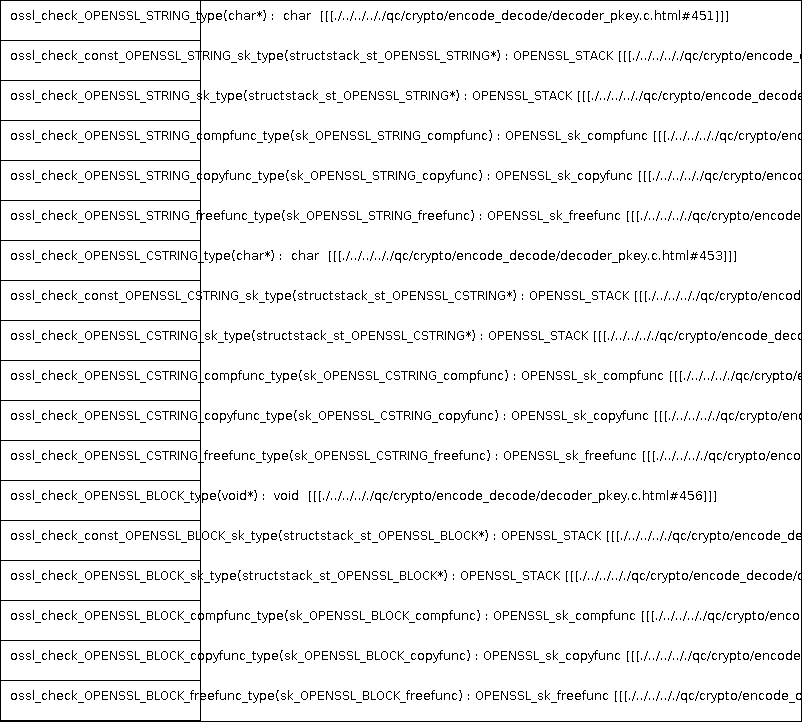 ossl_check_OPENSSL_STRING_type(char*) : char [[[./../../../qc/crypto/encode_decode/decoder_pkey.c.html#451]]]
ossl_check_const_OPENSSL_STRING_sk_type(structstack_st_OPENSSL_STRING*) : OPENSSL_STACK [[[./../../../qc/crypto/encode_
ossl_check_OPENSSL_STRING_sk_type(structstack_st_OPENSSL_STRING*) : OPENSSL_STACK [[[./../../../qc/crypto/encode_decode
ossl_check_OPENSSL_STRING_compfunc_type(sk_OPENSSL_STRING_compfunc) : OPENSSL_sk_compfunc [[[./../../../qc/crypto/en
ossl_check_OPENSSL_STRING_copyfunc_type(sk_OPENSSL_STRING_copyfunc) : OPENSSL_sk_copyfunc [[[./../../../qc/crypto/enco
ossl_check_OPENSSL_STRING_freefunc_type(sk_OPENSSL_STRING_freefunc) : OPENSSL_sk_freefunc [[[./../../../qc/crypto/encode
ossl_check_OPENSSL_CSTRING_type(char*) : char [[[./../../../qc/crypto/encode_decode/decoder_pkey.c.html#453]]]
ossl_check_const_OPENSSL_CSTRING_sk_type(structstack_st_OPENSSL_CSTRING*) : OPENSSL_STACK [[[./../../../qc/crypto/encod
ossl_check_OPENSSL_CSTRING_sk_type(structstack_st_OPENSSL_CSTRING*) : OPENSSL_STACK [[[./../../../qc/crypto/encode_deco
ossl_check_OPENSSL_CSTRING_compfunc_type(sk_OPENSSL_CSTRING_compfunc) : OPENSSL_sk_compfunc [[[./../../../qc/crypto/e
ossl_check_OPENSSL_CSTRING_copyfunc_type(sk_OPENSSL_CSTRING_copyfunc) : OPENSSL_sk_copyfunc [[[./../../../qc/crypto/en
ossl_check_OPENSSL_CSTRING_freefunc_type(sk_OPENSSL_CSTRING_freefunc) : OPENSSL_sk_freefunc [[[./../../../qc/crypto/enco
ossl_check_OPENSSL_BLOCK_type(void*) : void [[[./../../../qc/crypto/encode_decode/decoder_pkey.c.html#456]]]
ossl_check_const_OPENSSL_BLOCK_sk_type(structstack_st_OPENSSL_BLOCK*) : OPENSSL_STACK [[[./../../../qc/crypto/encode_de
ossl_check_OPENSSL_BLOCK_sk_type(structstack_st_OPENSSL_BLOCK*) : OPENSSL_STACK [[[./../../../qc/crypto/encode_decode/
ossl_check_OPENSSL_BLOCK_compfunc_type(sk_OPENSSL_BLOCK_compfunc) : OPENSSL_sk_compfunc [[[./../../../qc/crypto/enco
ossl_check_OPENSSL_BLOCK_copyfunc_type(sk_OPENSSL_BLOCK_copyfunc) : OPENSSL_sk_copyfunc [[[./../../../qc/crypto/encode
ossl_check_OPENSSL_BLOCK_freefunc_type(sk_OPENSSL_BLOCK_freefunc) : OPENSSL_sk_freefunc [[[./../../../qc/crypto/encode_